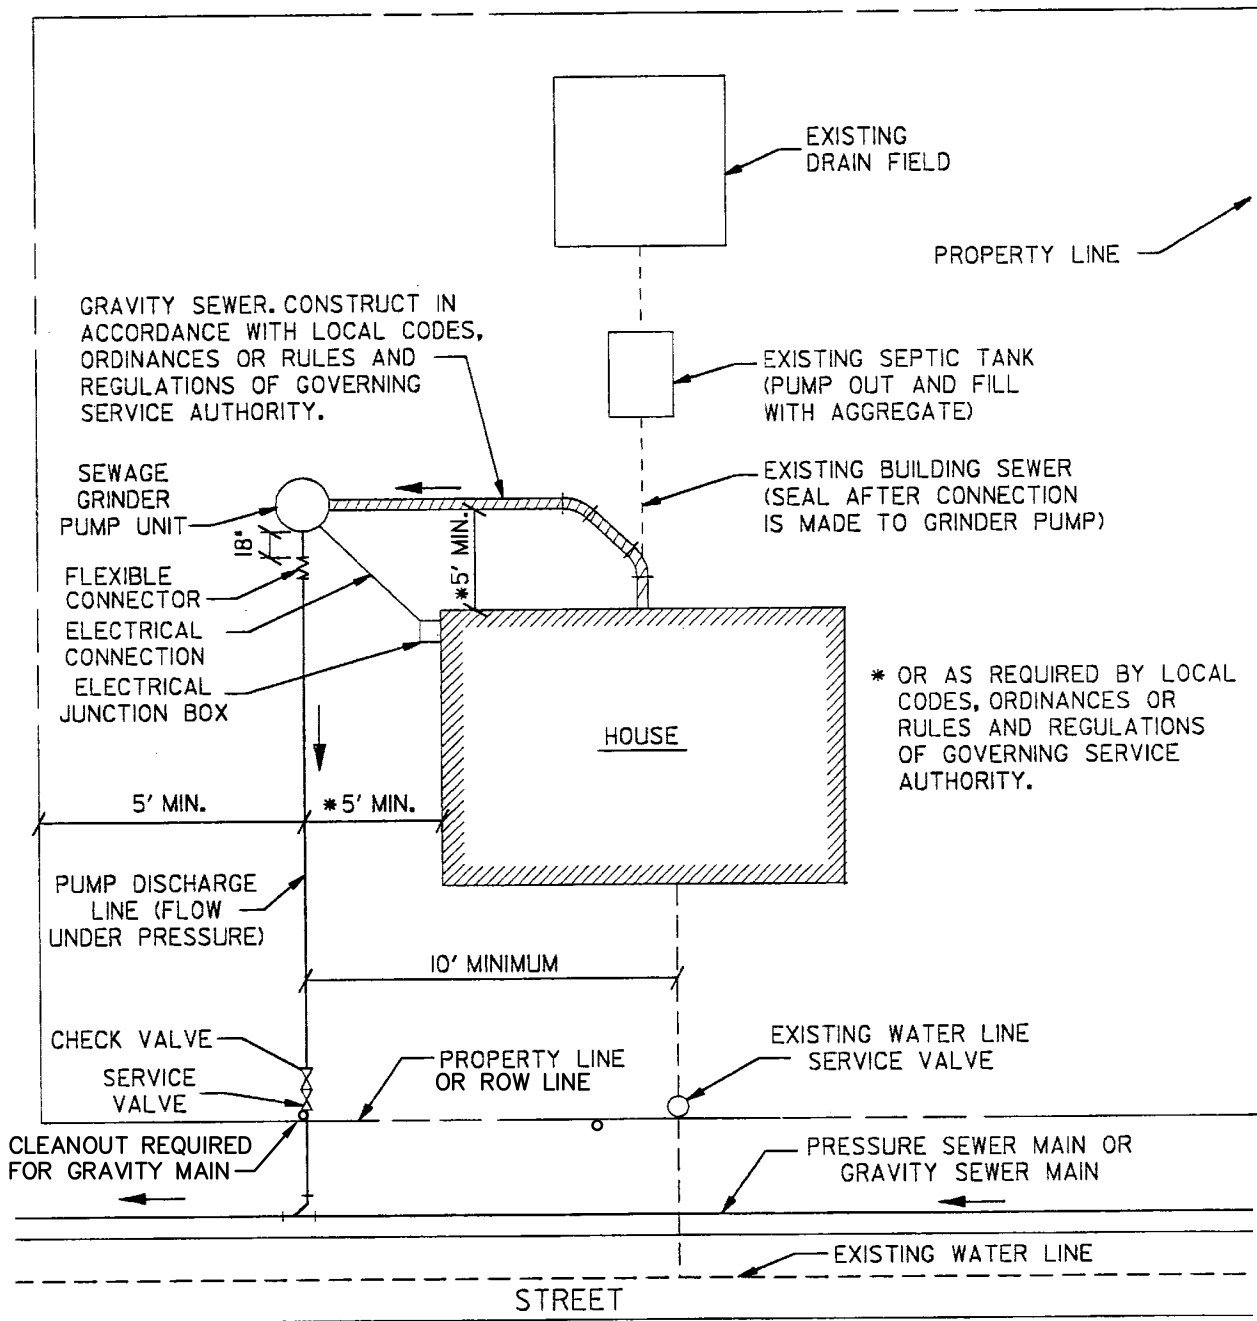 EXISTING
DRAIN FIELD
PROPERTY LINE
GRAVITY SEWER. CONSTRUCT IN
ACCORDANCE WITH LOCAL CODES,
ORDINANCES OR RULES AND
REGULATIONS OF GOVERNING
SERVICE AUTHORITY.
EXISTING SEPTIC TANK
(PUMP OUT AND FILL
WITH AGGREGATE)
SEWAGE
GRINDER
PUMP UNIT
EXISTING BUILDING SEWER
(SEAL AFTER CONNECTION
IS MADE TO GRINDER PUMP)
18"
*5' MIN.
FLEXIBLE
CONNECTOR
ELECTRICAL
CONNECTION
ELECTRICAL
JUNCTION BOX
HOUSE
* OR AS REQUIRED BY LOCAL
CODES, ORDINANCES OR
RULES AND REGULATIONS
OF GOVERNING SERVICE
AUTHORITY.
5' MIN.
*5' MIN.
PUMP DISCHARGE
LINE (FLOW
UNDER PRESSURE)
10' MINIMUM
CHECK VALVE
SERVICE
VALVE
PROPERTY LINE
OR ROW LINE
EXISTING WATER LINE
SERVICE VALVE
CLEANOUT REQUIRED
FOR GRAVITY MAIN
PRESSURE SEWER MAIN OR
GRAVITY SEWER MAIN
EXISTING WATER LINE
STREET